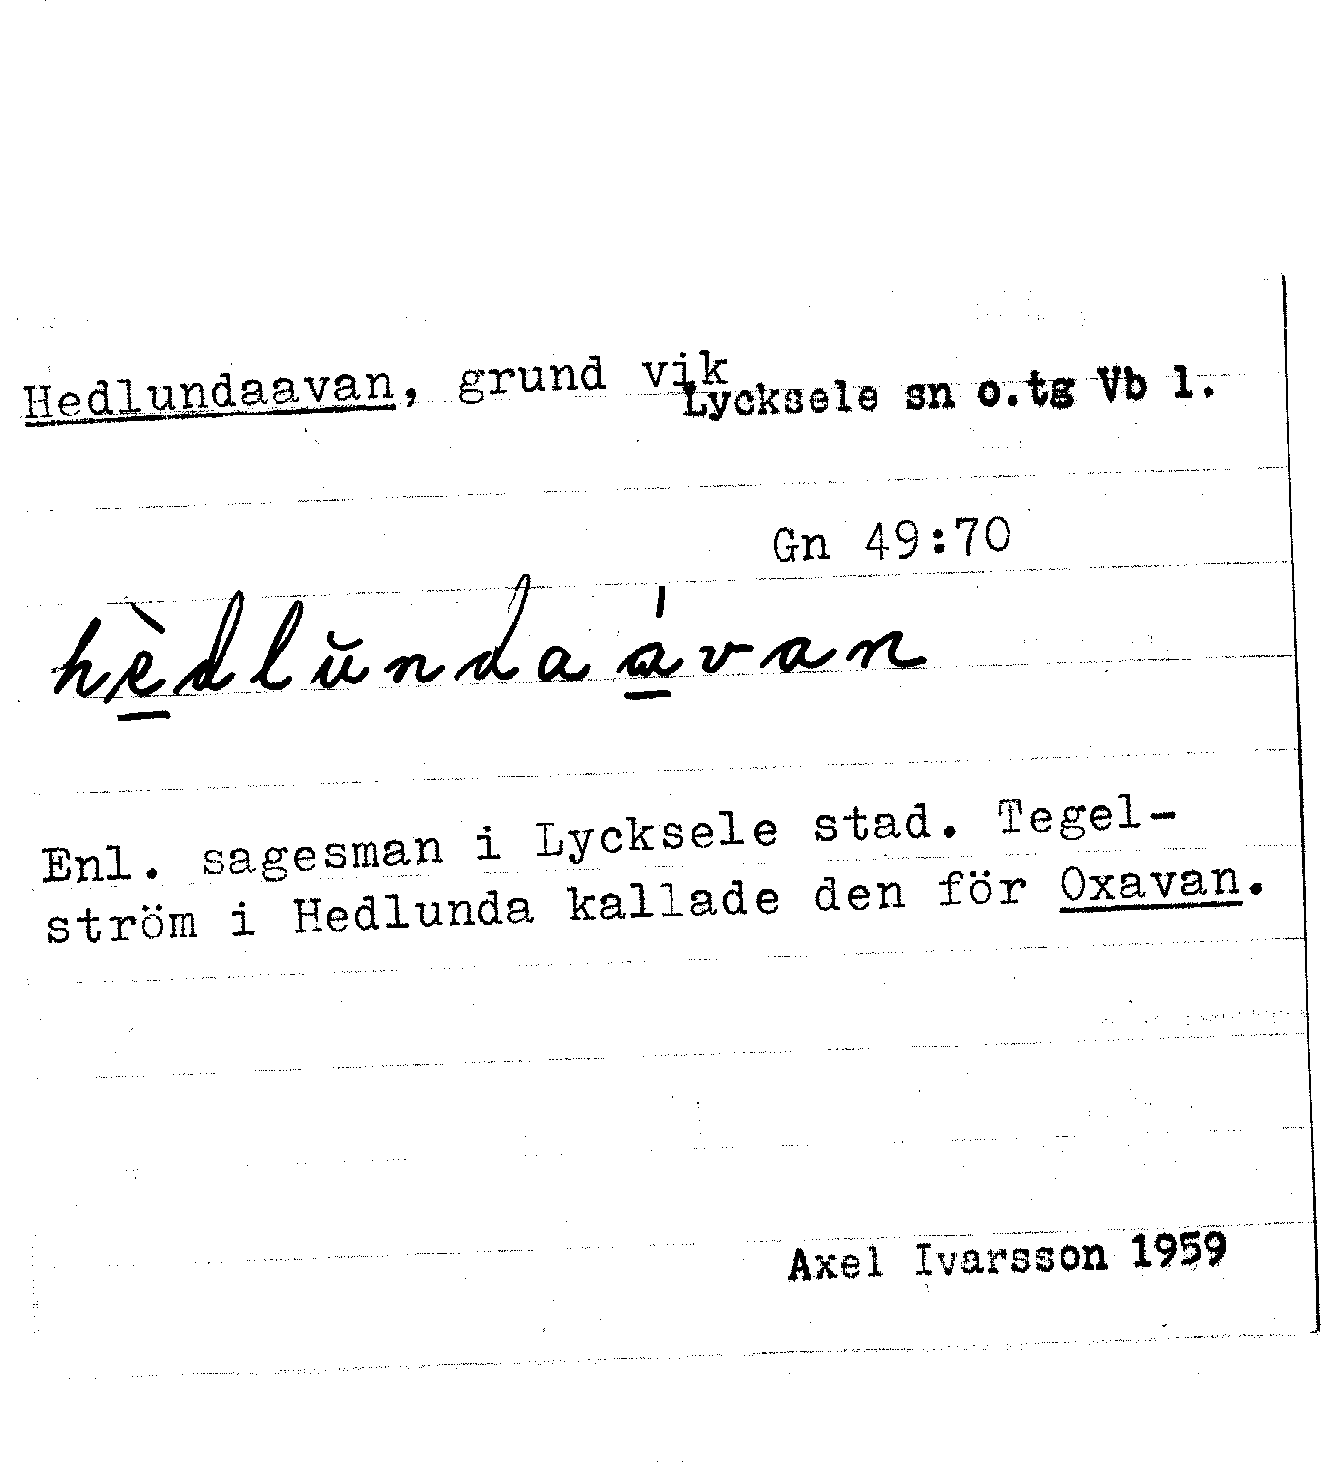 Hedlundaavan, grund vik
Lycksele sn o.tg Vb l.
Gn 49:70
hèdlŭndaávan
Enl. sagesman i Lycksele stad. Tegel-
ström i Hedlunda kallade den för Oxavan.
Axel Ivarsson 1959